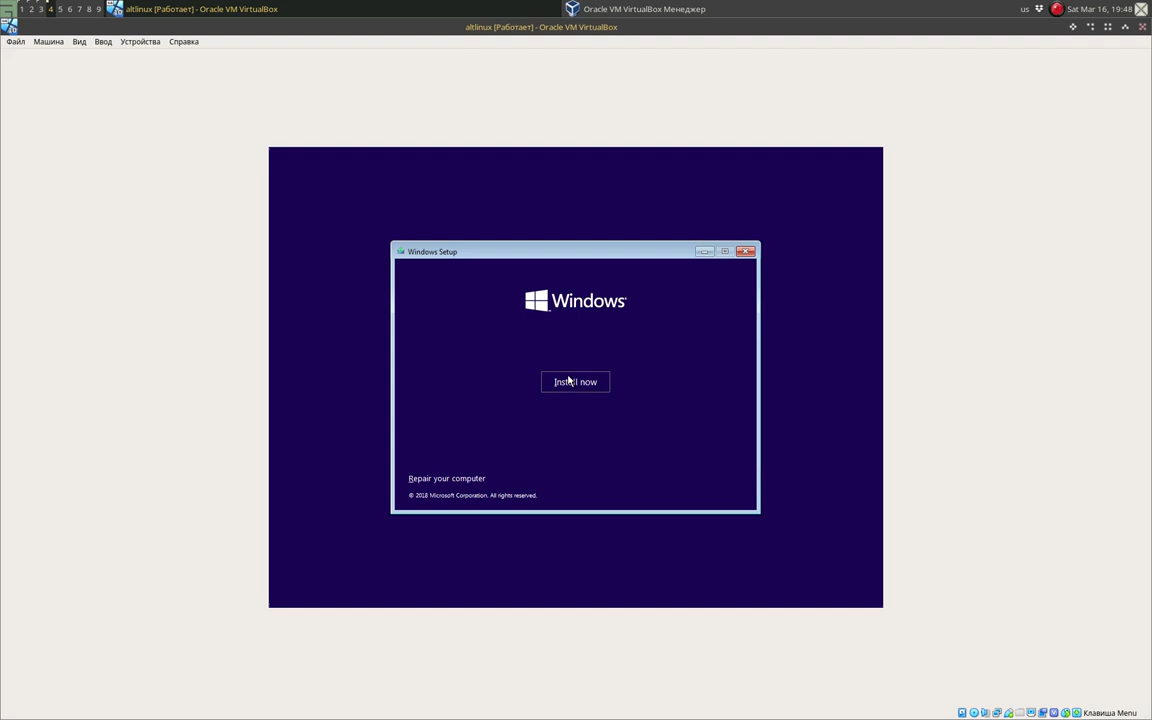 1 2 3 4 5 6 7 8 9 altlinux [Работает] - Oracle VM VirtualBox Oracle VM VirtualBox Менеджер us Sat Mar 16, 19:48
altlinux [Работает] - Oracle VM VirtualBox
Файл Машина Вид Ввод Устройства Справка
Windows Setup
Windows
Install now
Repair your computer
© 2018 Microsoft Corporation. All rights reserved.
Клавиша Menu